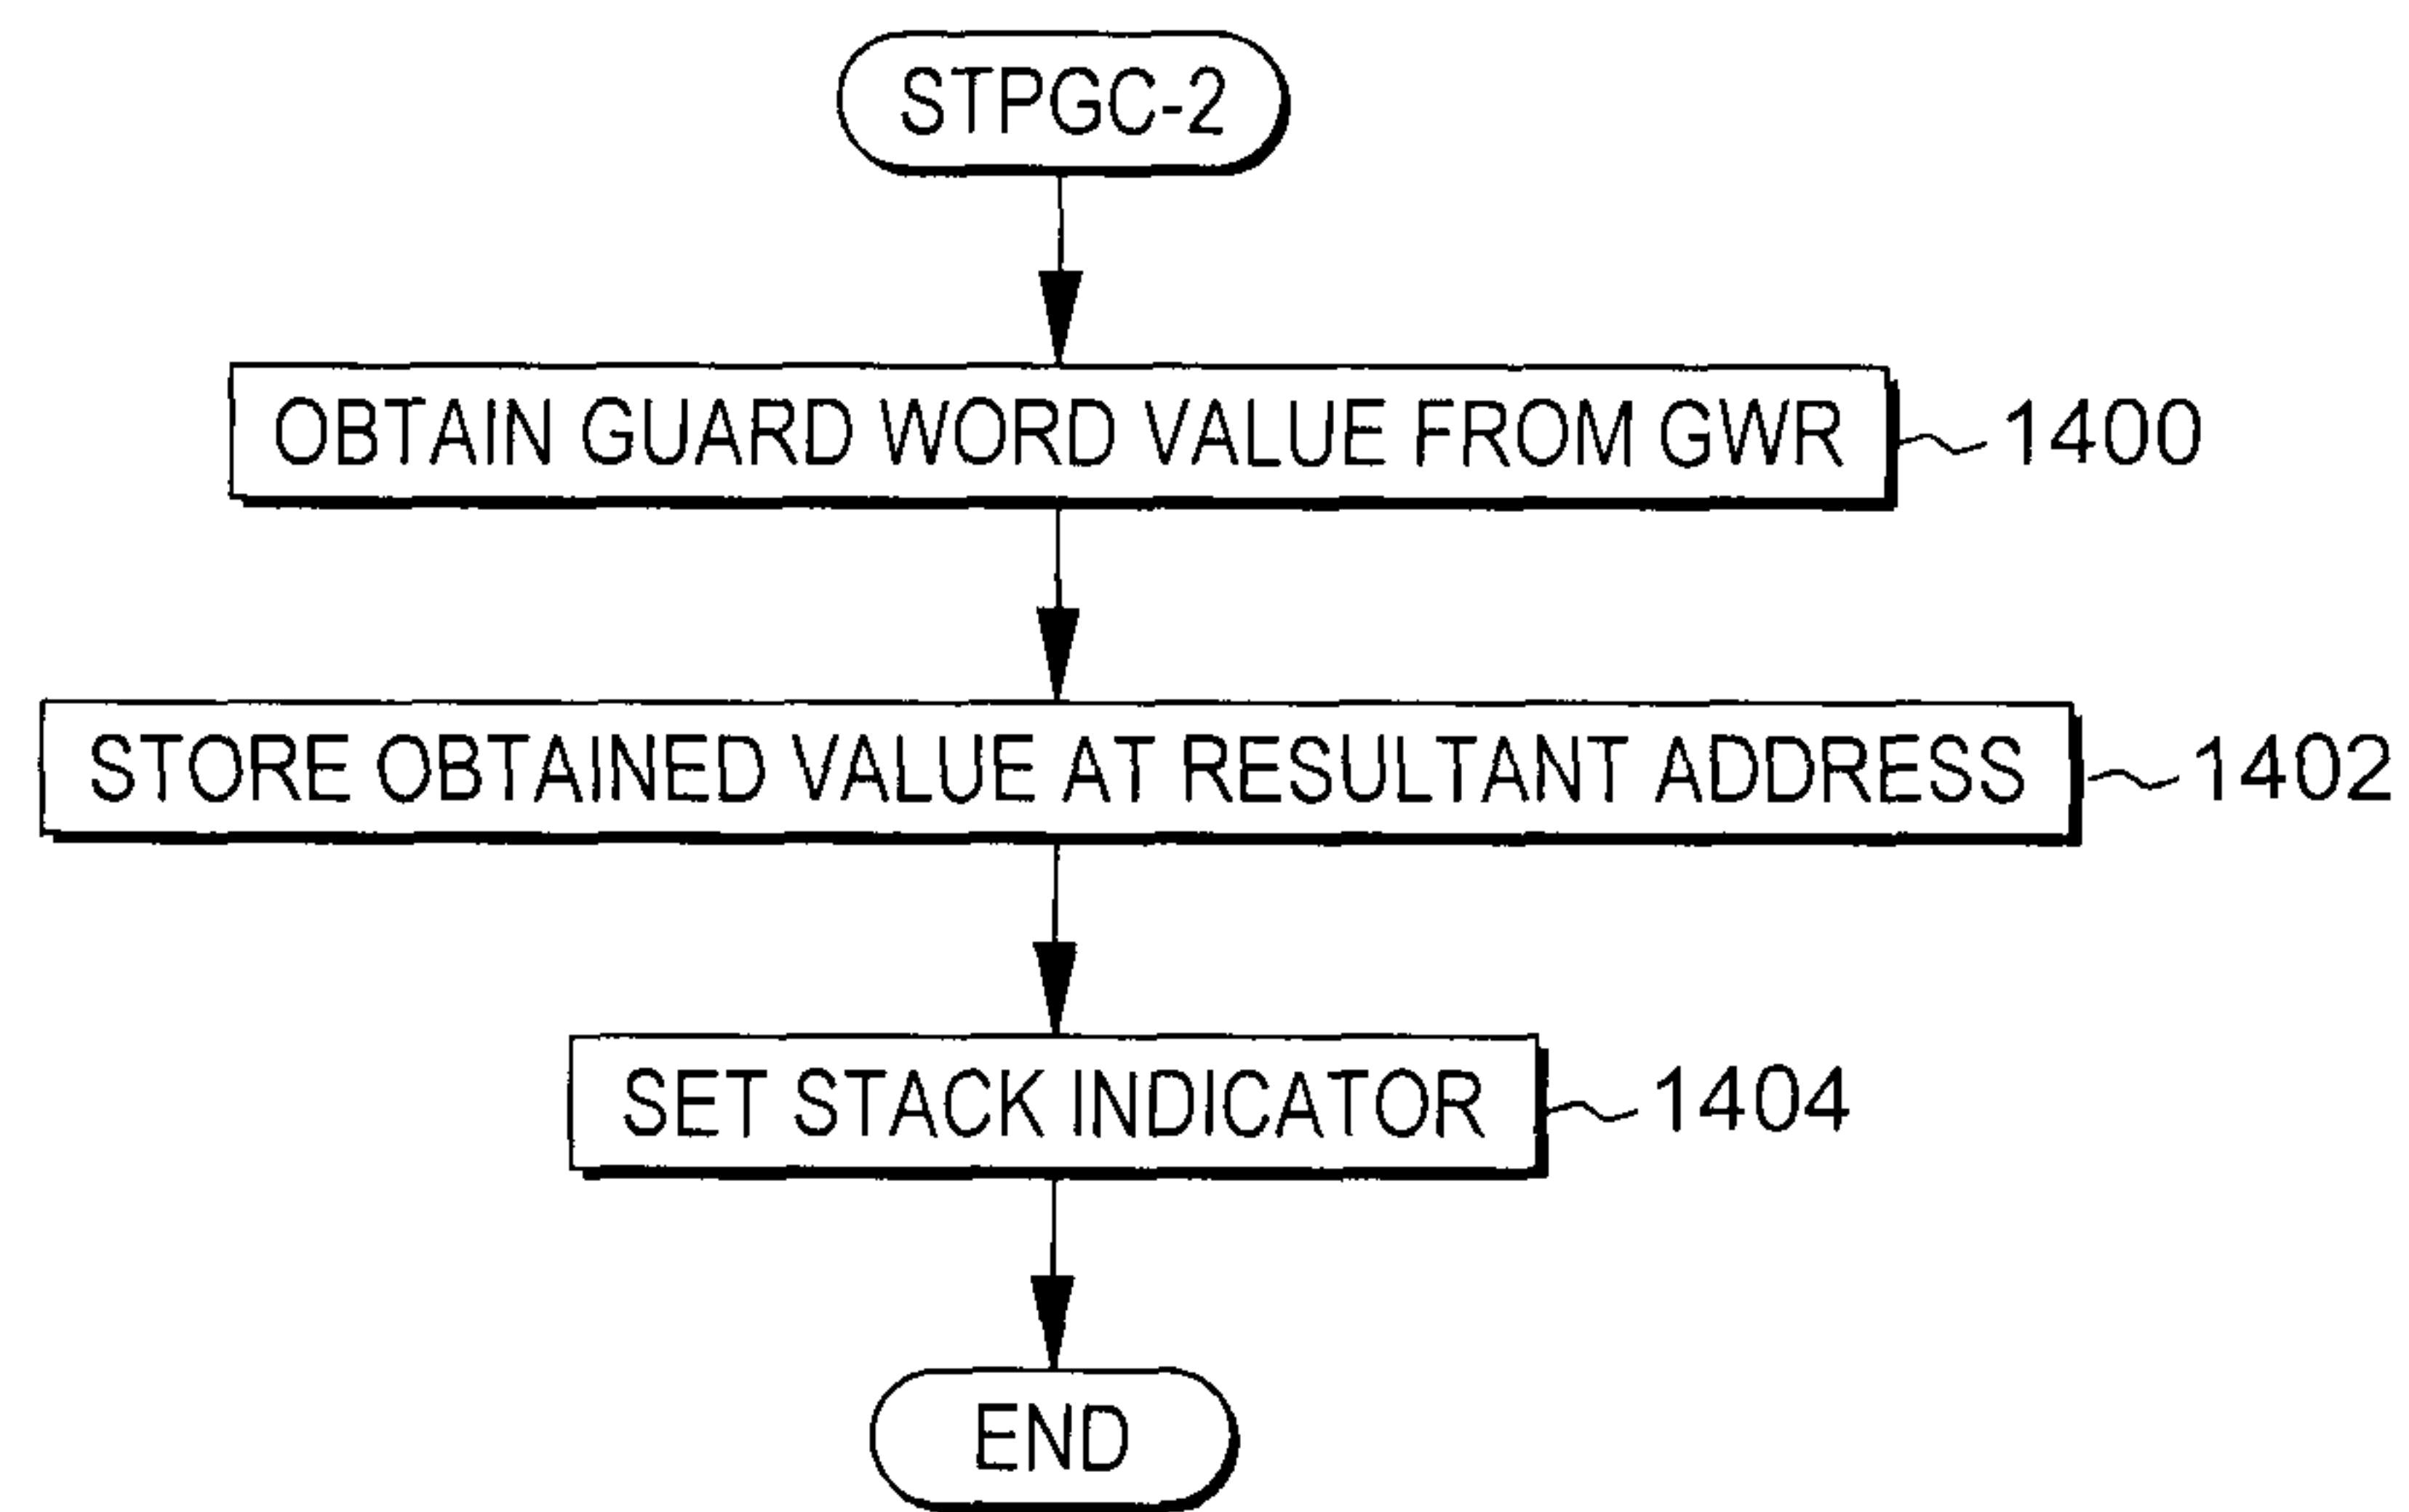 STPGC-2
OBTAIN GUARD WORD VALUE FROM GWR 1400
STORE OBTAINED VALUE AT RESULTANT ADDRESS 1402
SET STACK INDICATOR 1404
END